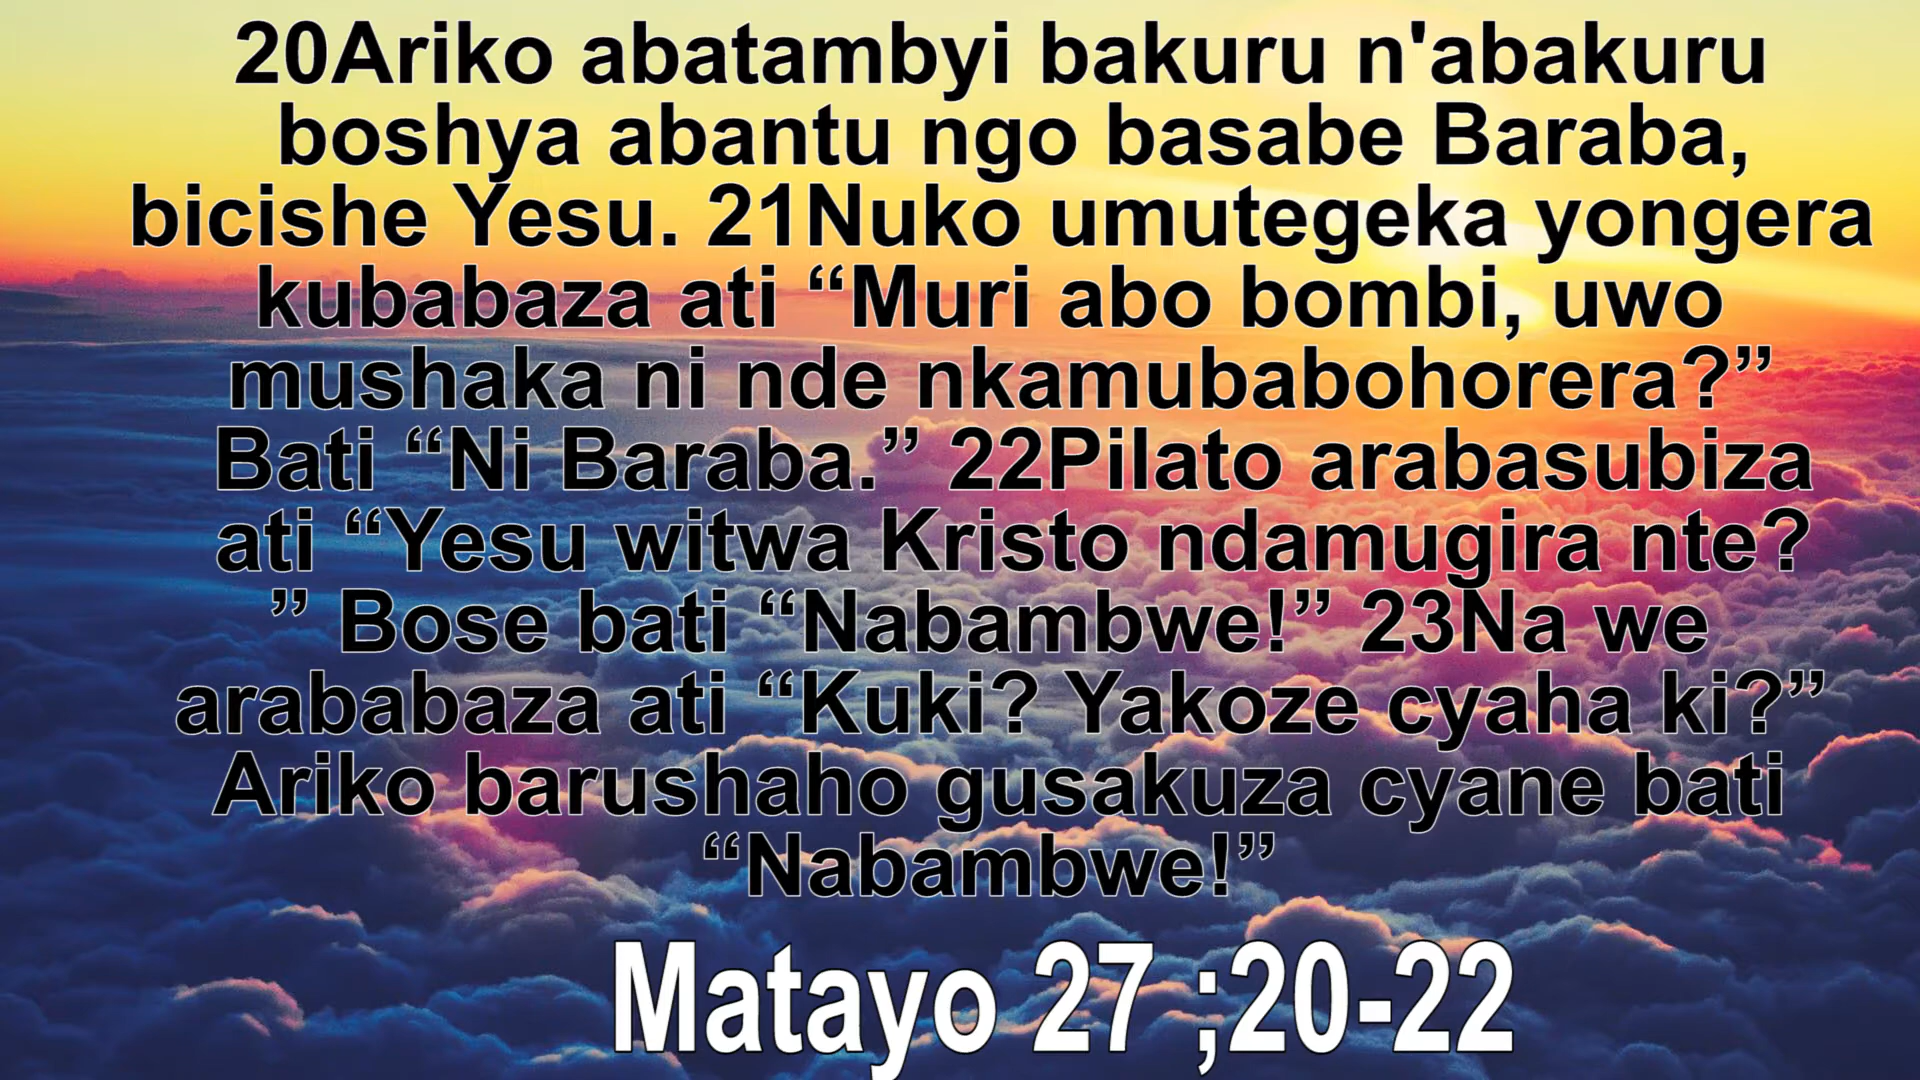 20Ariko abatambyi bakuru n'abakuru
boshya abantu ngo basabe Baraba,
bicishe Yesu. 21Nuko umutegeka yongera
kubabaza ati “Muri abo bombi, uwo
mushaka ni nde nkamubabohorera?”
Bati “Ni Baraba.” 22Pilato arabasubiza
ati “Yesu witwa Kristo ndamugira nte?
” Bose bati “Nabambwe!” 23Na we
arababaza ati “Kuki? Yakoze cyaha ki?”
Ariko barushaho gusakuza cyane bati
“Nabambwe!”
Matayo 27 ;20-22